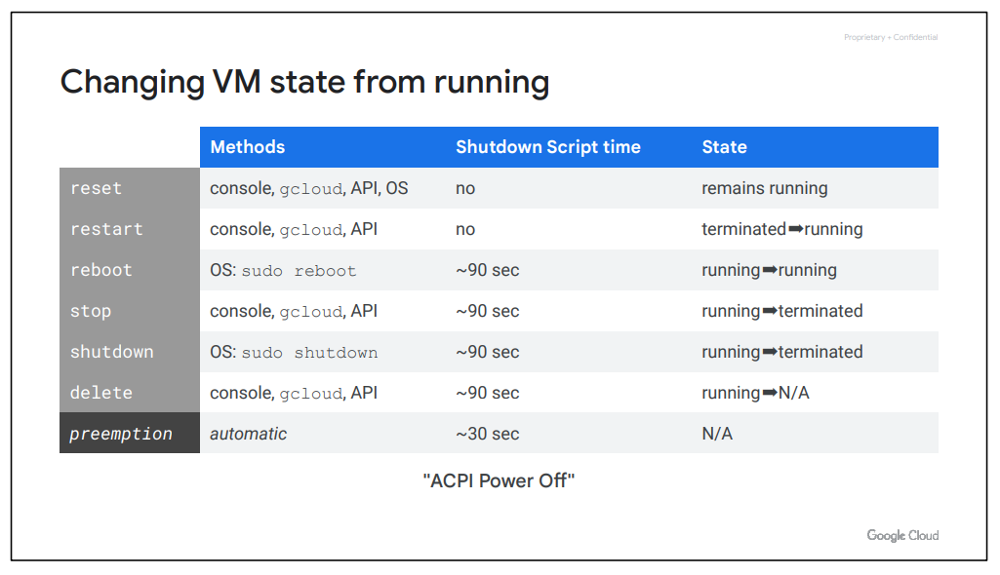 Proprietary + Confidential
Changing VM state from running
Methods Shutdown Script time State
reset console, gcloud, API, OS no remains running
restart console, gcloud, API no terminated➡running
reboot OS: sudo reboot ~90 sec running➡running
stop console, gcloud, API ~90 sec running➡terminated
shutdown OS: sudo shutdown ~90 sec running➡terminated
delete console, gcloud, API ~90 sec running➡N/A
preemption automatic ~30 sec N/A
"ACPI Power Off"
Google Cloud